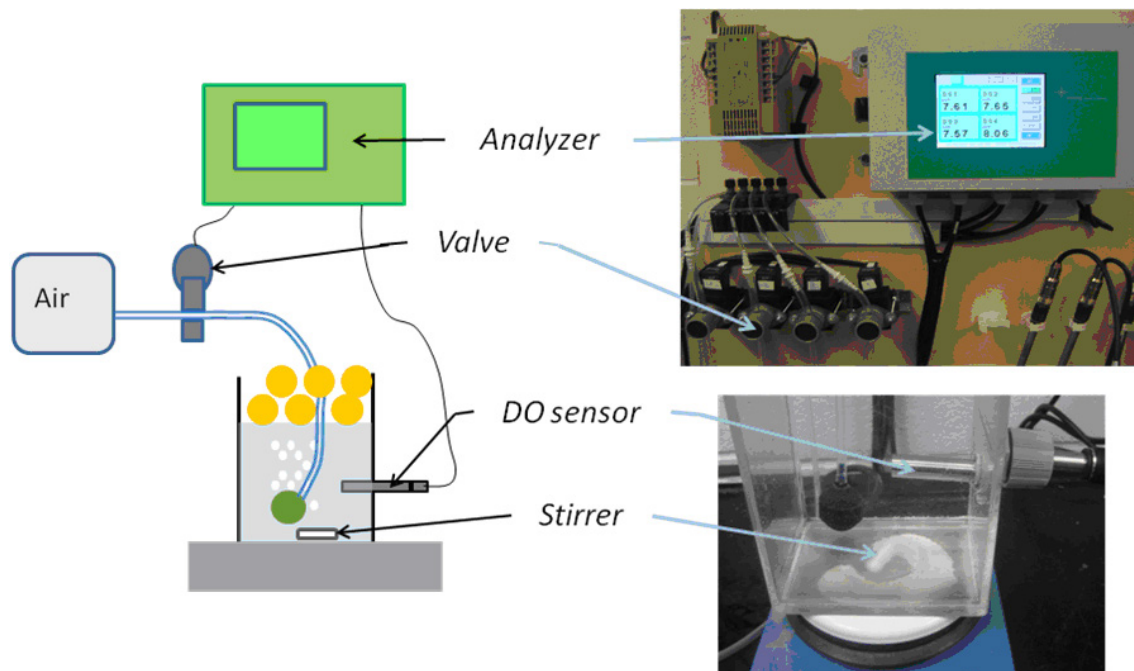 Analyzer
Valve
Air
DO sensor
Stirrer
7.61
7.65
7.57
8.06